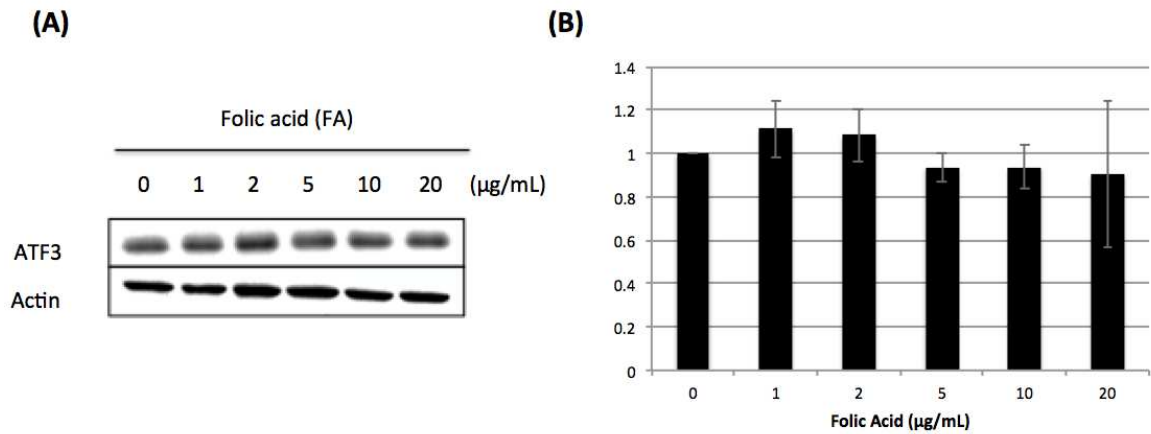 (A)
Folic acid (FA)
0 1 2 5 10 20 (µg/mL)
ATF3
Actin
(B)
1.4
1.2
1
0.8
0.6
0.4
0.2
0
0 1 2 5 10 20
Folic Acid (µg/mL)